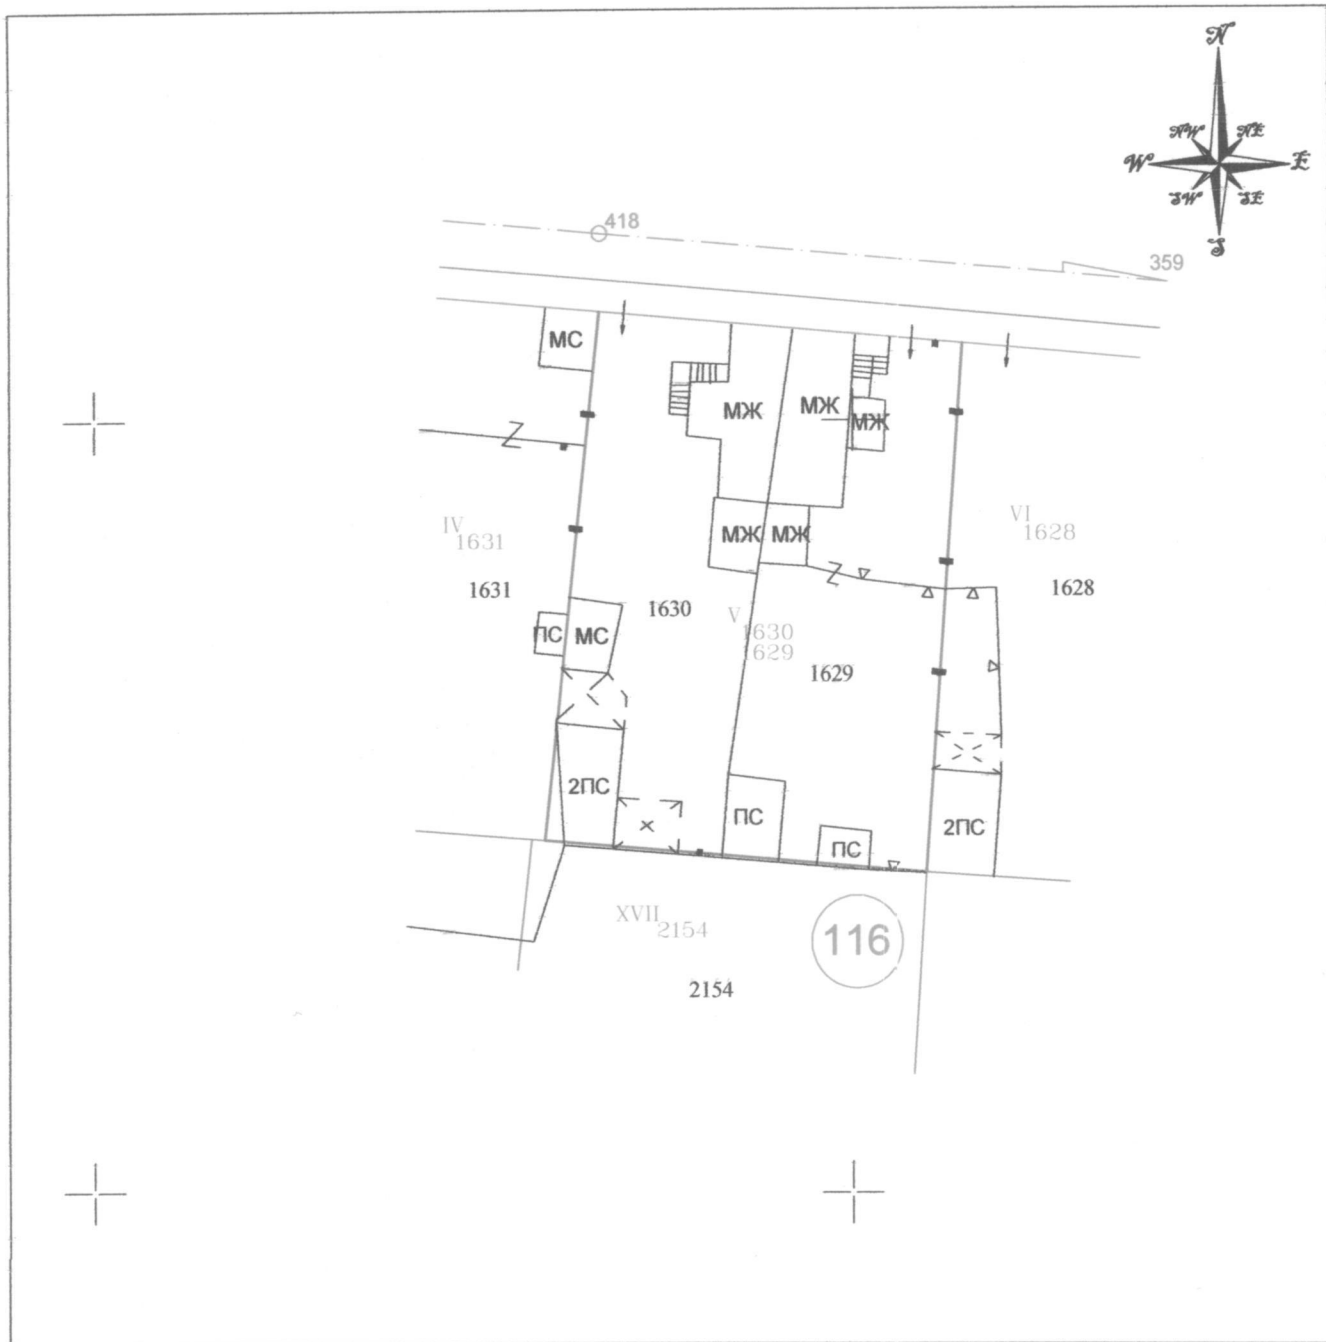 N
NW NE
W E
SW SE
S
418
359
МС
МЖ МЖ
МЖ
МЖ МЖ
IV
1631
VI
1628
1631
1630
1628
V
1630
1629
1629
ПС МС
2ПС
ПС
ПС
2ПС
XVII
2154
116
2154